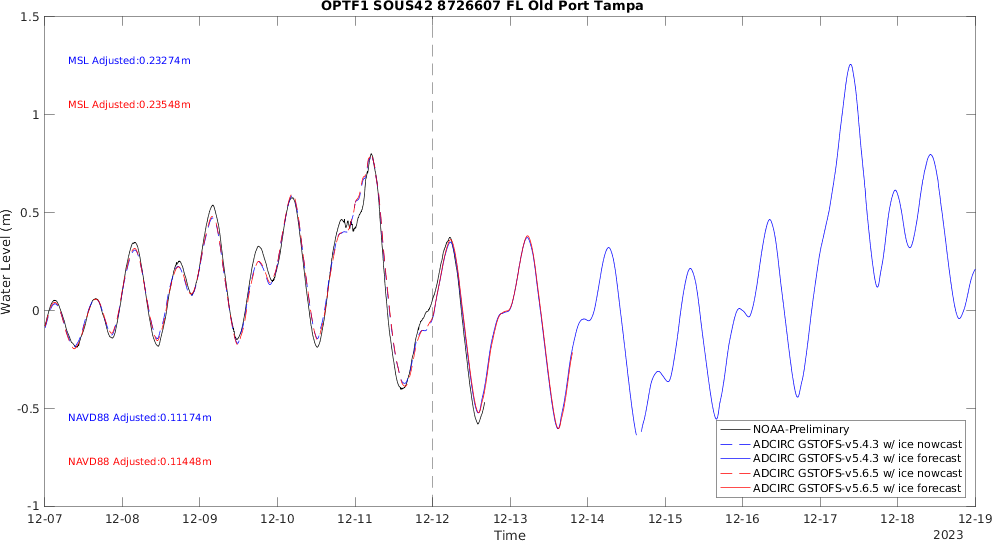 OPTF1 SOUS42 8726607 FL Old Port Tampa
1.5
1
0.5
0
-0.5
-1
Water Level (m)
MSL Adjusted:0.23274m
MSL Adjusted:0.23548m
NAVD88 Adjusted:0.11174m
NAVD88 Adjusted:0.11448m
NOAA-Preliminary
ADCIRC GSTOFS-v5.4.3 w/ ice nowcast
ADCIRC GSTOFS-v5.4.3 w/ ice forecast
ADCIRC GSTOFS-v5.6.5 w/ ice nowcast
ADCIRC GSTOFS-v5.6.5 w/ ice forecast
12-07 12-08 12-09 12-10 12-11 12-12 12-13 12-14 12-15 12-16 12-17 12-18 12-19
Time
2023